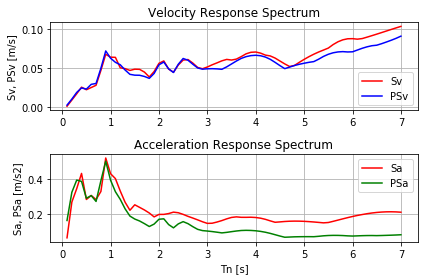 Velocity Response Spectrum
Sv, PSv [m/s]
0.10
0.05
0.00
Sv
PSv
0 1 2 3 4 5 6 7
Acceleration Response Spectrum
Sa, PSa [m/s2]
0.4
0.2
Sa
PSa
0 1 2 3 4 5 6 7
Tn [s]